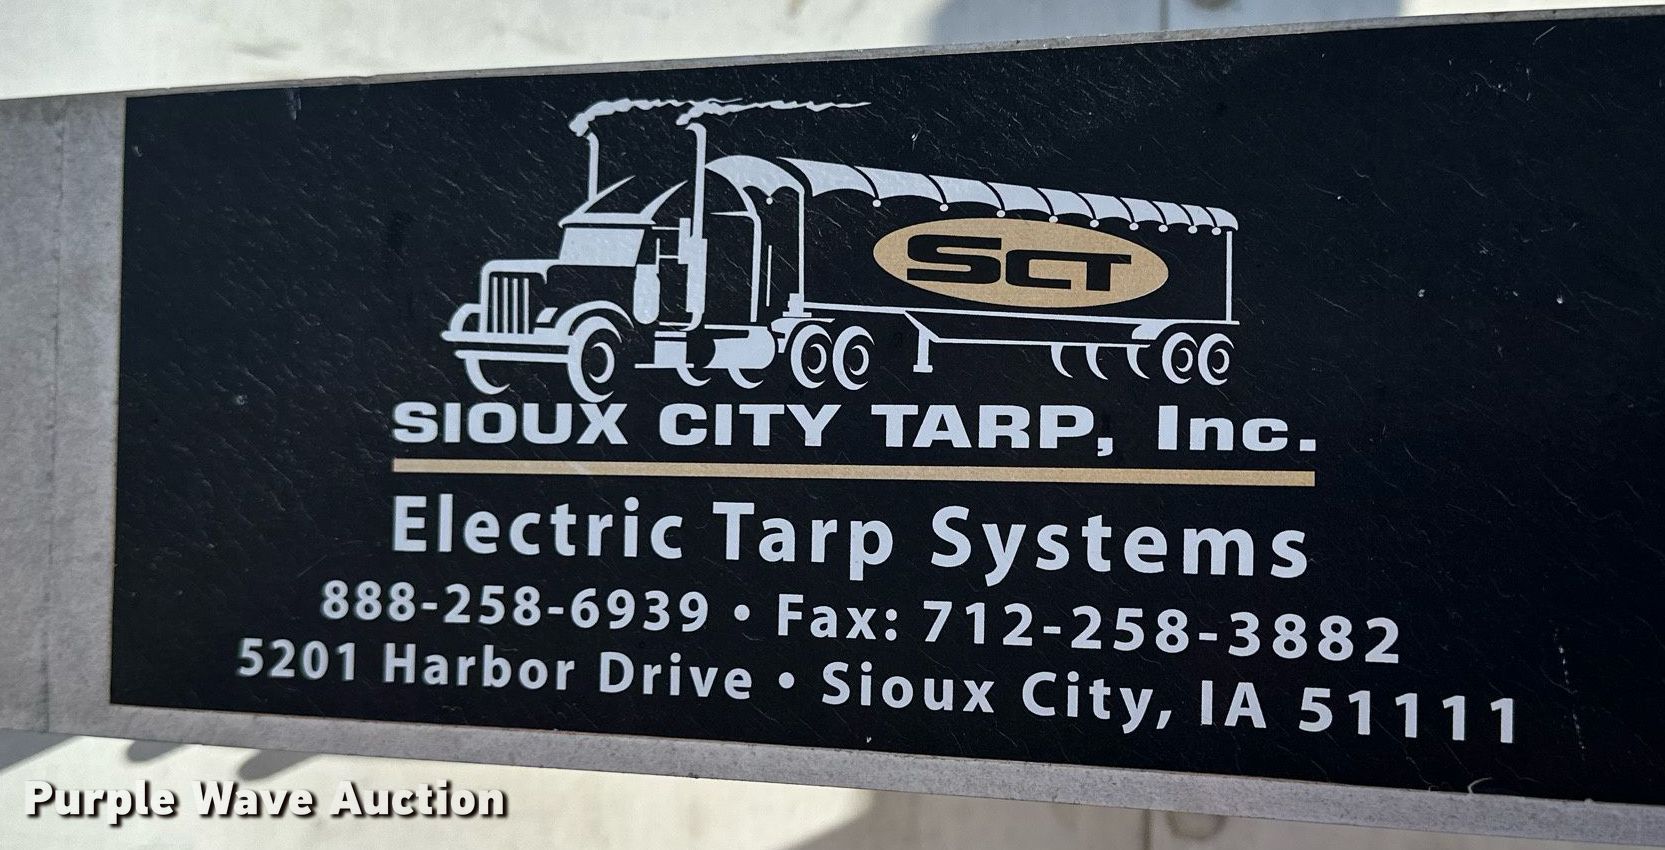 SCT
SIOUX CITY TARP, Inc.
Electric Tarp Systems
888-258-6939 • Fax: 712-258-3882
5201 Harbor Drive • Sioux City, IA 51111
Purple Wave Auction